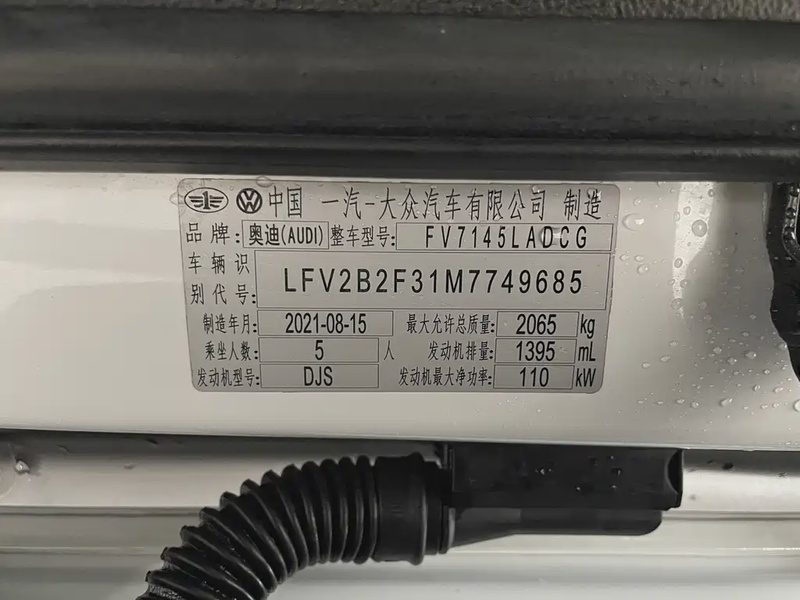 中国 一汽-大众汽车有限公司 制造
品牌: 奥迪(AUDI) 整车型号: FV7145LADCG
车辆识别代号: LFV2B2F31M7749685
制造年月: 2021-08-15 最大允许总质量: 2065 kg
乘坐人数: 5 人 发动机排量: 1395 mL
发动机型号: DJS 发动机最大净功率: 110 kW